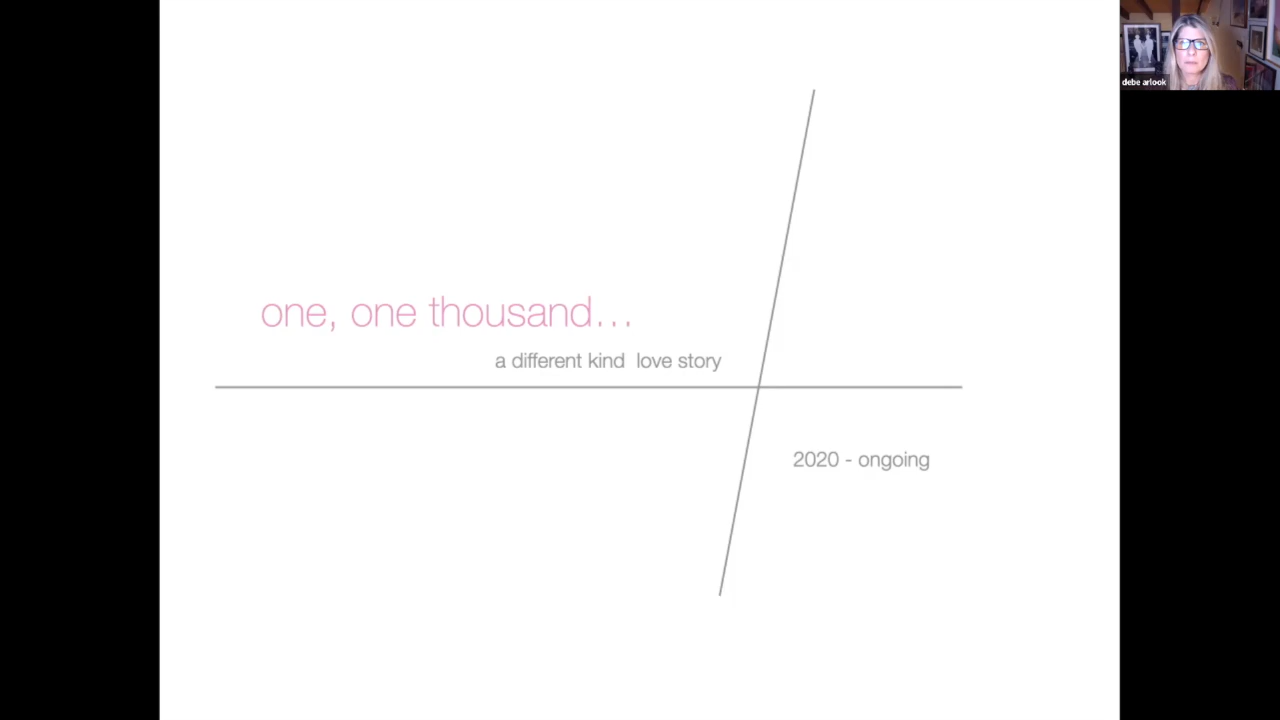 debe arlook
one, one thousand...
a different kind  love story
2020 - ongoing